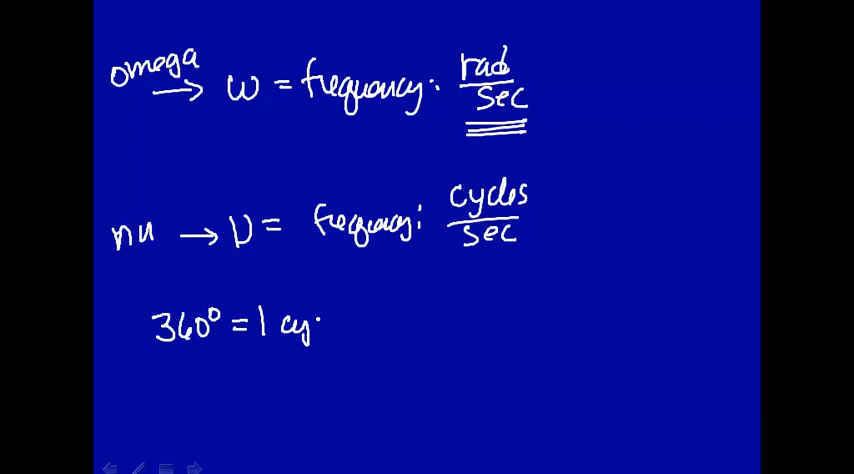 omega → ω = frequency: rad/sec
nu → ν = frequency: cycles/sec
360° = 1 cy